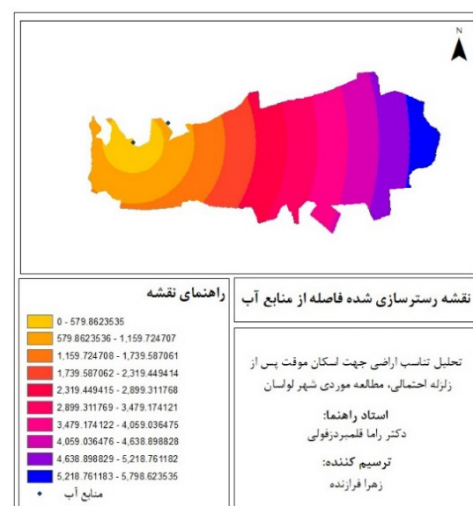 N
راهنمای نقشه
0 - 579.8623535
579.8623536 - 1,159.724707
1,159.724708 - 1,739.587061
1,739.587062 - 2,319.449414
2,319.449415 - 2,899.311768
2,899.311769 - 3,479.174121
3,479.174122 - 4,059.036475
4,059.036476 - 4,638.898828
4,638.898829 - 5,218.761182
5,218.761183 - 5,798.623535
منابع آب
نقشه رسترسازی شده فاصله از منابع آب
تحلیل تناسب اراضی جهت اسکان موقت پس از
زلزله احتمالی، مطالعه موردی شهر لواسان
استاد راهنما:
دکتر راما قلمبردزفولی
ترسیم کننده:
زهرا فرازنده